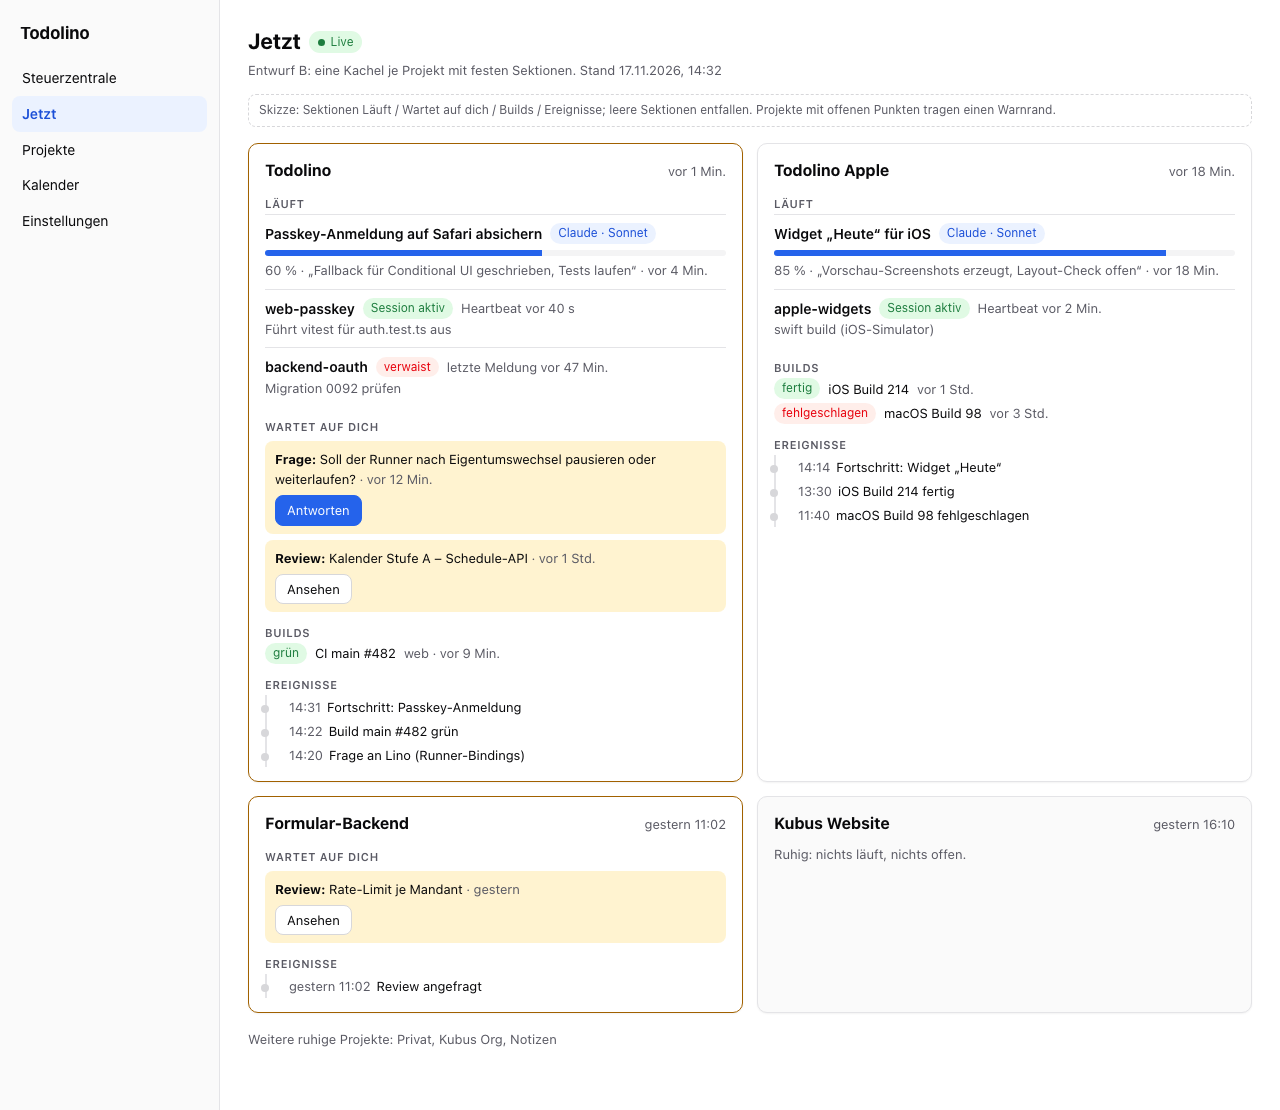 Todolino
Steuerzentrale
Jetzt
Projekte
Kalender
Einstellungen
Jetzt
Live
Entwurf B: eine Kachel je Projekt mit festen Sektionen. Stand 17.11.2026, 14:32
Skizze: Sektionen Läuft / Wartet auf dich / Builds / Ereignisse; leere Sektionen entfallen. Projekte mit offenen Punkten tragen einen Warnrand.
Todolino vor 1 Min.
LÄUFT
Passkey-Anmeldung auf Safari absichern Claude · Sonnet
60 % · „Fallback für Conditional UI geschrieben, Tests laufen“ · vor 4 Min.
web-passkey Session aktiv Heartbeat vor 40 s
Führt vitest für auth.test.ts aus
backend-oauth verwaist letzte Meldung vor 47 Min.
Migration 0092 prüfen
WARTET AUF DICH
Frage: Soll der Runner nach Eigentumswechsel pausieren oder
weiterlaufen? · vor 12 Min.
Antworten
Review: Kalender Stufe A – Schedule-API · vor 1 Std.
Ansehen
BUILDS
grün CI main #482 web · vor 9 Min.
EREIGNISSE
14:31 Fortschritt: Passkey-Anmeldung
14:22 Build main #482 grün
14:20 Frage an Lino (Runner-Bindings)
Todolino Apple vor 18 Min.
LÄUFT
Widget „Heute“ für iOS Claude · Sonnet
85 % · „Vorschau-Screenshots erzeugt, Layout-Check offen“ · vor 18 Min.
apple-widgets Session aktiv Heartbeat vor 2 Min.
swift build (iOS-Simulator)
BUILDS
fertig iOS Build 214 vor 1 Std.
fehlgeschlagen macOS Build 98 vor 3 Std.
EREIGNISSE
14:14 Fortschritt: Widget „Heute“
13:30 iOS Build 214 fertig
11:40 macOS Build 98 fehlgeschlagen
Formular-Backend gestern 11:02
WARTET AUF DICH
Review: Rate-Limit je Mandant · gestern
Ansehen
EREIGNISSE
gestern 11:02 Review angefragt
Kubus Website gestern 16:10
Ruhig: nichts läuft, nichts offen.
Weitere ruhige Projekte: Privat, Kubus Org, Notizen